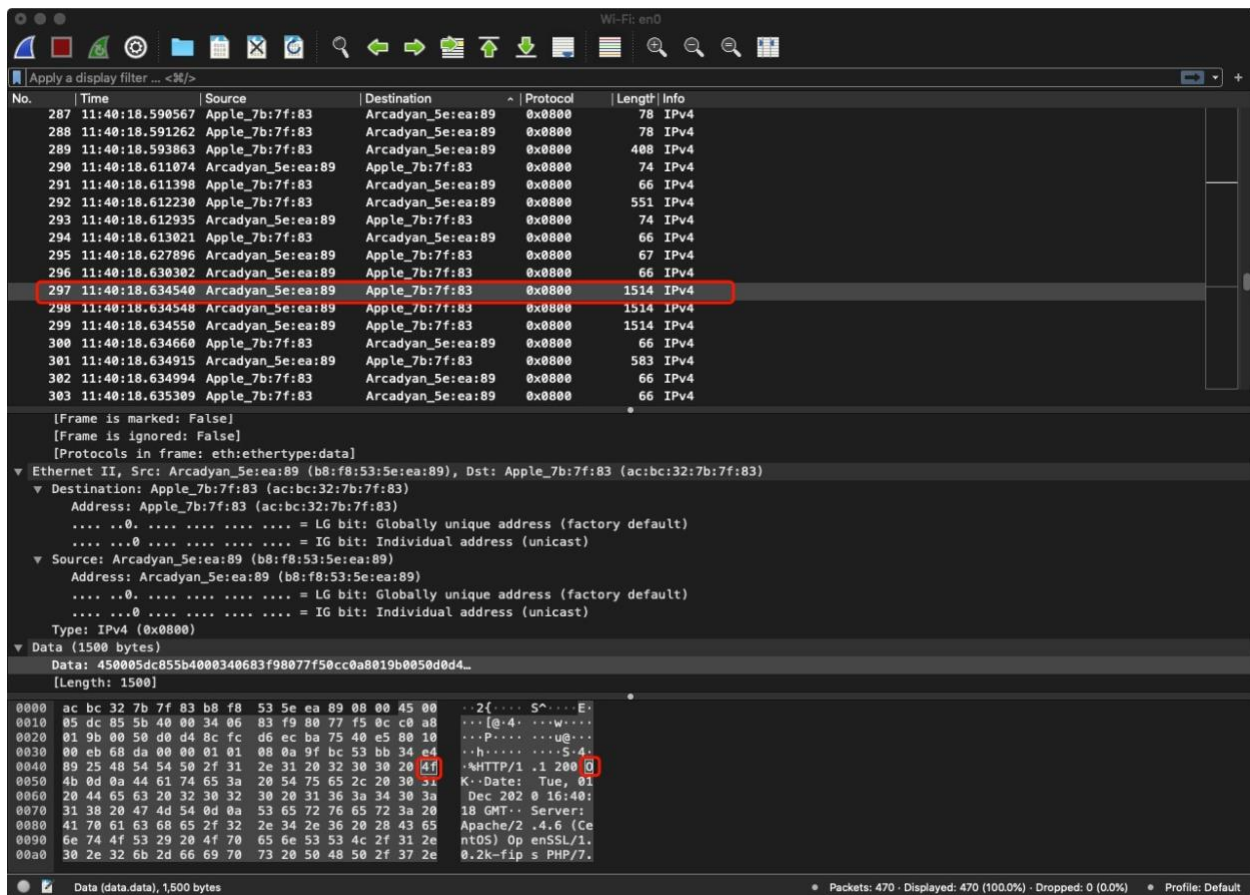 Wi-Fi: en0
Apply a display filter ... <⌘/>
+
No. Time Source Destination Protocol Length Info
287 11:40:18.590567 Apple_7b:7f:83 Arcadyan_5e:ea:89 0x0800 78 IPv4
288 11:40:18.591262 Apple_7b:7f:83 Arcadyan_5e:ea:89 0x0800 78 IPv4
289 11:40:18.593863 Apple_7b:7f:83 Arcadyan_5e:ea:89 0x0800 408 IPv4
290 11:40:18.611074 Arcadyan_5e:ea:89 Apple_7b:7f:83 0x0800 74 IPv4
291 11:40:18.611398 Apple_7b:7f:83 Arcadyan_5e:ea:89 0x0800 66 IPv4
292 11:40:18.612230 Apple_7b:7f:83 Arcadyan_5e:ea:89 0x0800 551 IPv4
293 11:40:18.612935 Arcadyan_5e:ea:89 Apple_7b:7f:83 0x0800 74 IPv4
294 11:40:18.613021 Apple_7b:7f:83 Arcadyan_5e:ea:89 0x0800 66 IPv4
295 11:40:18.627896 Arcadyan_5e:ea:89 Apple_7b:7f:83 0x0800 67 IPv4
296 11:40:18.630302 Arcadyan_5e:ea:89 Apple_7b:7f:83 0x0800 66 IPv4
297 11:40:18.634540 Arcadyan_5e:ea:89 Apple_7b:7f:83 0x0800 1514 IPv4
298 11:40:18.634548 Arcadyan_5e:ea:89 Apple_7b:7f:83 0x0800 1514 IPv4
299 11:40:18.634550 Arcadyan_5e:ea:89 Apple_7b:7f:83 0x0800 1514 IPv4
300 11:40:18.634660 Apple_7b:7f:83 Arcadyan_5e:ea:89 0x0800 66 IPv4
301 11:40:18.634915 Arcadyan_5e:ea:89 Apple_7b:7f:83 0x0800 583 IPv4
302 11:40:18.634994 Apple_7b:7f:83 Arcadyan_5e:ea:89 0x0800 66 IPv4
303 11:40:18.635309 Apple_7b:7f:83 Arcadyan_5e:ea:89 0x0800 66 IPv4
[Frame is marked: False]
[Frame is ignored: False]
[Protocols in frame: eth:ethertype:data]
Ethernet II, Src: Arcadyan_5e:ea:89 (b8:f8:53:5e:ea:89), Dst: Apple_7b:7f:83 (ac:bc:32:7b:7f:83)
Destination: Apple_7b:7f:83 (ac:bc:32:7b:7f:83)
Address: Apple_7b:7f:83 (ac:bc:32:7b:7f:83)
.... ..0. .... .... .... .... = LG bit: Globally unique address (factory default)
.... ...0 .... .... .... .... = IG bit: Individual address (unicast)
Source: Arcadyan_5e:ea:89 (b8:f8:53:5e:ea:89)
Address: Arcadyan_5e:ea:89 (b8:f8:53:5e:ea:89)
.... ..0. .... .... .... .... = LG bit: Globally unique address (factory default)
.... ...0 .... .... .... .... = IG bit: Individual address (unicast)
Type: IPv4 (0x0800)
Data (1500 bytes)
Data: 450005dc855b4000340683f98077f50cc0a8019b0050d0d4…
[Length: 1500]
0000 ac bc 32 7b 7f 83 b8 f8 53 5e ea 89 08 00 45 00 ··2{···· S^····E·
0010 05 dc 85 5b 40 00 34 06 83 f9 80 77 f5 0c c0 a8 ···[@·4· ···w····
0020 01 9b 00 50 d0 d4 8c fc d6 ec ba 75 40 e5 80 10 ···P···· ···u@···
0030 00 eb 68 da 00 00 01 01 08 0a 9f bc 53 bb 34 e4 ··h····· ····S·4·
0040 89 25 48 54 54 50 2f 31 2e 31 20 32 30 30 20 4f ·%HTTP/1 .1 200 O
0050 4b 0d 0a 44 61 74 65 3a 20 54 75 65 2c 20 30 31 K··Date: Tue, 01
0060 20 44 65 63 20 32 30 32 30 20 31 36 3a 34 30 3a Dec 202 0 16:40:
0070 31 38 20 47 4d 54 0d 0a 53 65 72 76 65 72 3a 20 18 GMT·· Server:
0080 41 70 61 63 68 65 2f 32 2e 34 2e 36 20 28 43 65 Apache/2 .4.6 (Ce
0090 6e 74 4f 53 29 20 4f 70 65 6e 53 53 4c 2f 31 2e ntOS) Op enSSL/1.
00a0 30 2e 32 6b 2d 66 69 70 73 20 50 48 50 2f 37 2e 0.2k-fip s PHP/7.
Data (data.data), 1,500 bytes Packets: 470 · Displayed: 470 (100.0%) · Dropped: 0 (0.0%) Profile: Default